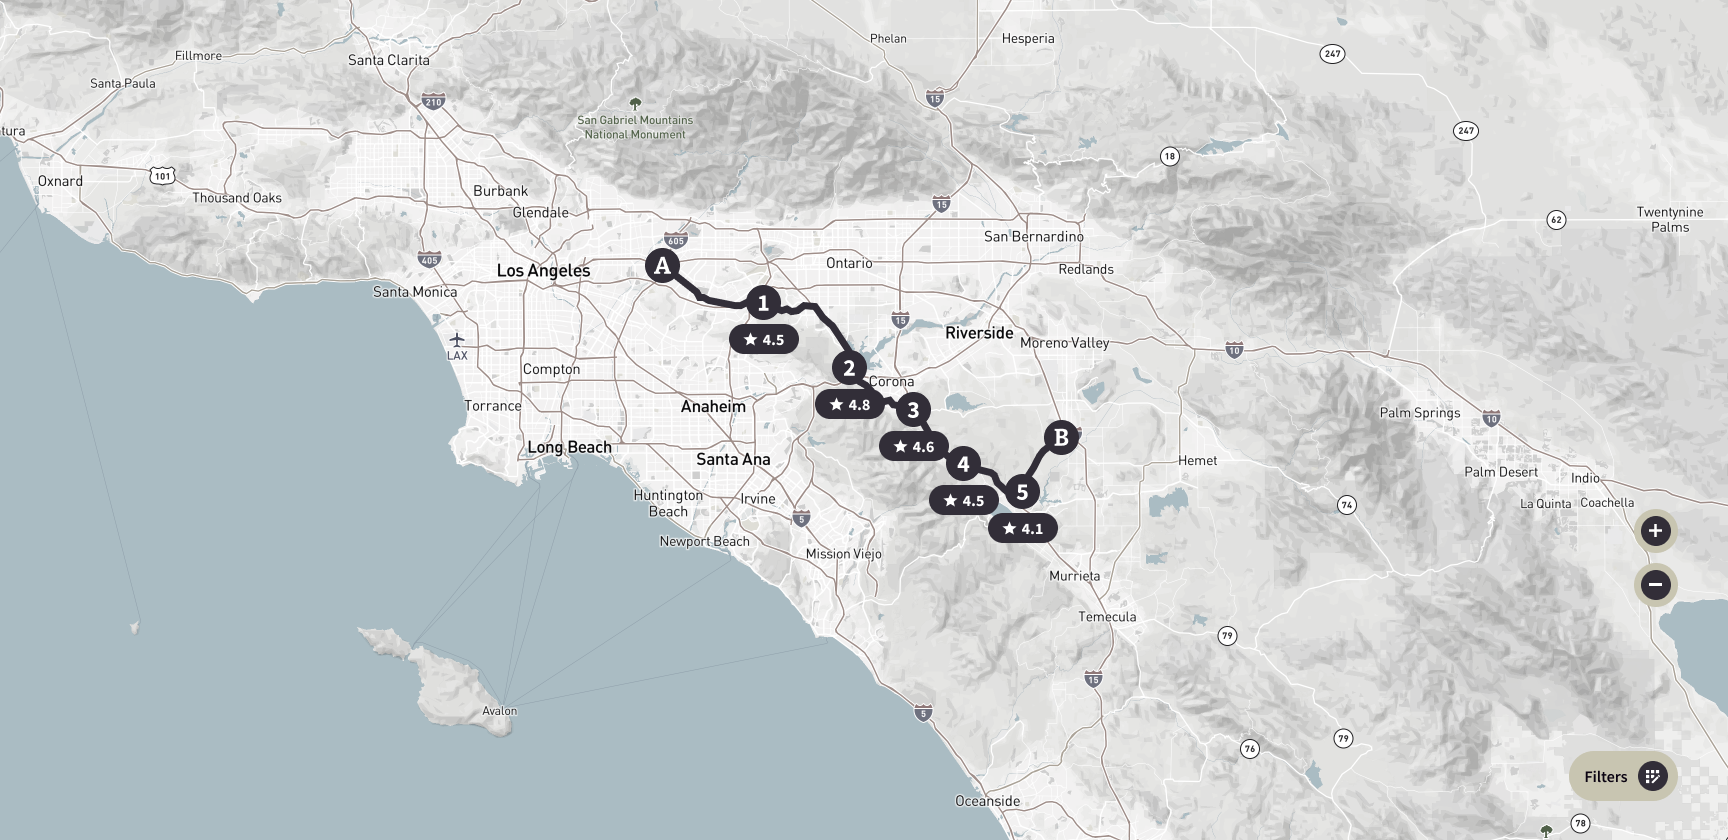 Phelan
Hesperia
247
Fillmore
Santa Clarita
Santa Paula
210
15
San Gabriel Mountains
National Monument
tura
247
18
Oxnard
101
Thousand Oaks
Burbank
Glendale
15
62
Twentynine
Palms
605
San Bernardino
405
Los Angeles
A
Ontario
Redlands
Santa Monica
1
★ 4.5
15
Riverside
Moreno Valley
LAX
10
Compton
2
Corona
★ 4.8
Torrance
Anaheim
3
Palm Springs
10
★ 4.6
B
Long Beach
Santa Ana
4
Hemet
Palm Desert
Indio
Huntington
Beach
Irvine
★ 4.5
5
74
La Quinta
Coachella
5
★ 4.1
Newport Beach
Mission Viejo
+
Murrieta
−
Temecula
79
15
Avalon
5
76
79
Filters
Oceanside
78